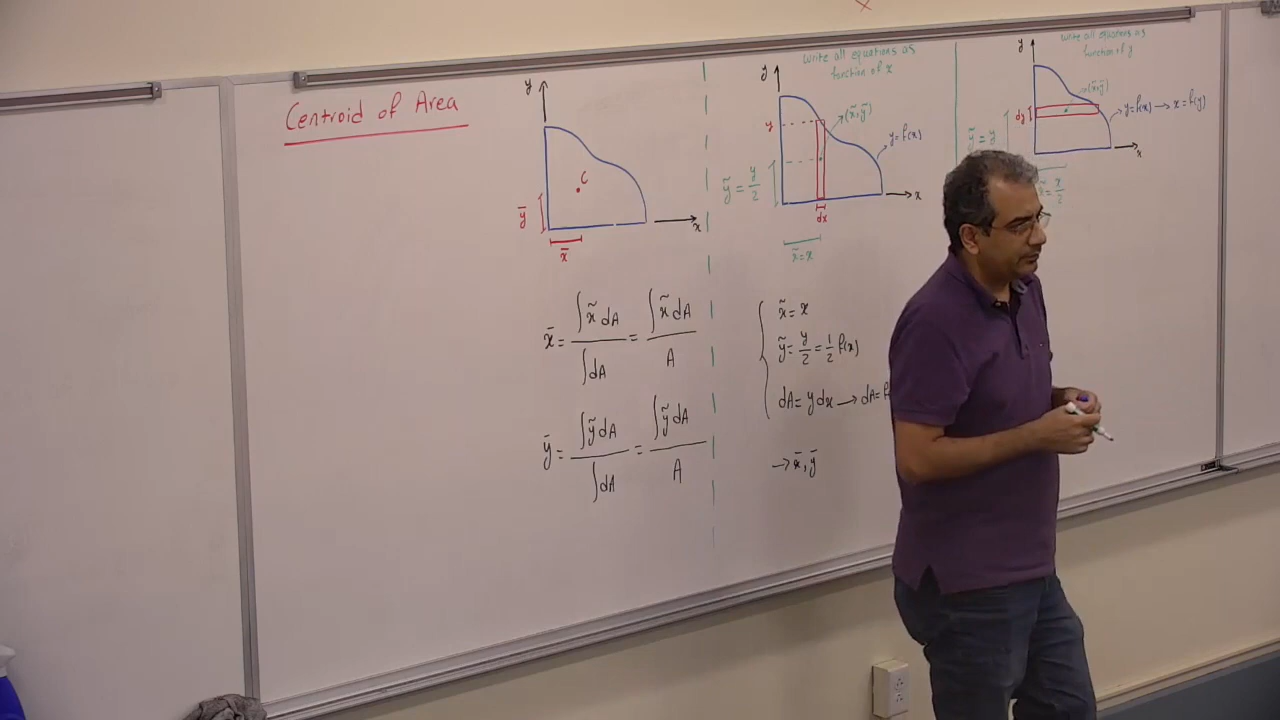 Centroid of Area
y
C
ȳ
x̄
x
x̄ = ∫x̃ dA / ∫dA = ∫x̃ dA / A
ȳ = ∫ỹ dA / ∫dA = ∫ỹ dA / A
write all equations as
function of x
y
(x̃,ỹ)
y
y=f(x)
ỹ = y/2
x
dx
x̃=x
x̃ = x
ỹ = y/2 = 1/2 f(x)
dA = y dx → dA=
→ x̄, ȳ
write all equations as
function of y
y
(x̃,ỹ)
dy
y=f(x) → x=f(y)
ỹ = y
x
x/2